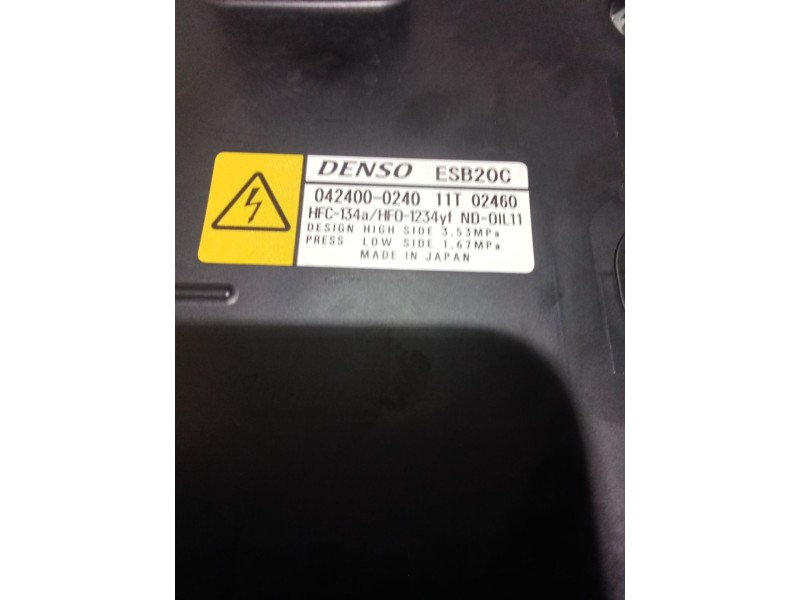 DENSO ESB20C
042400-0240 11T 02460
HFC-134a/HFO-1234yf ND-OIL11
DESIGN HIGH SIDE 3.53MPa
PRESS LOW SIDE 1.67MPa
MADE IN JAPAN